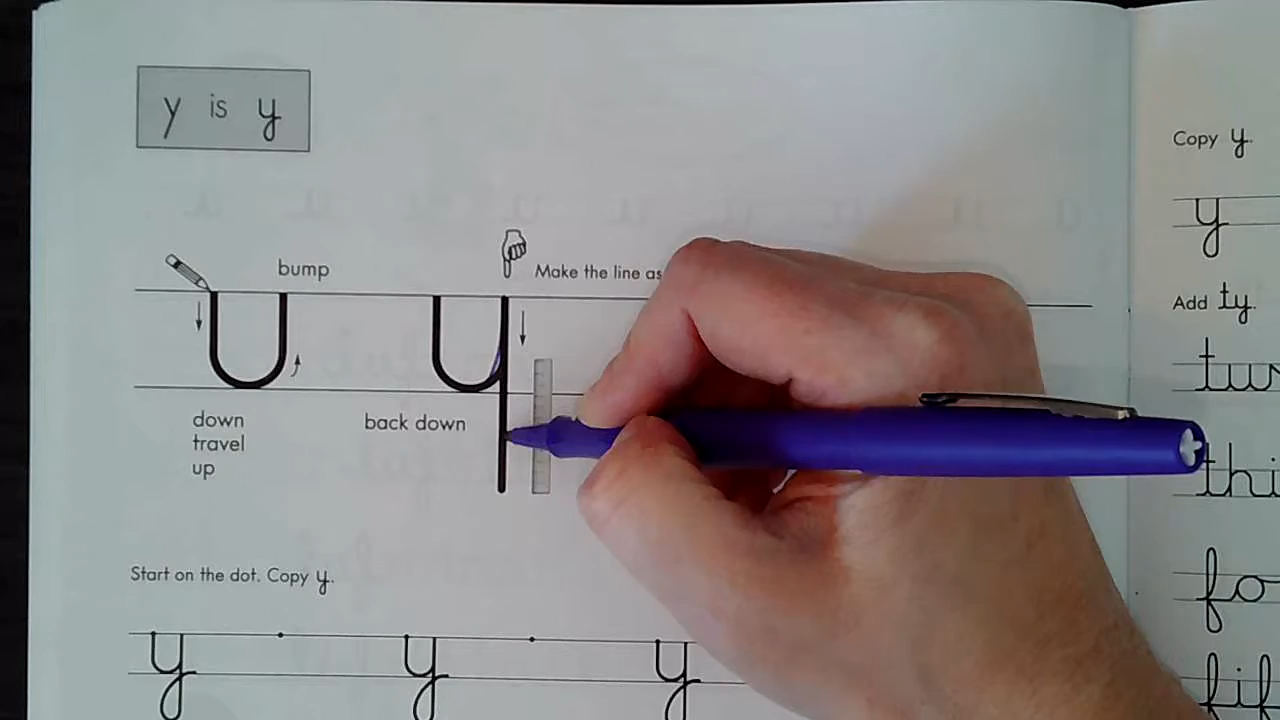 y is y
bump
Make the line as
down
travel
up
back down
Start on the dot. Copy y.
y y y
Copy y.
y
Add ty.